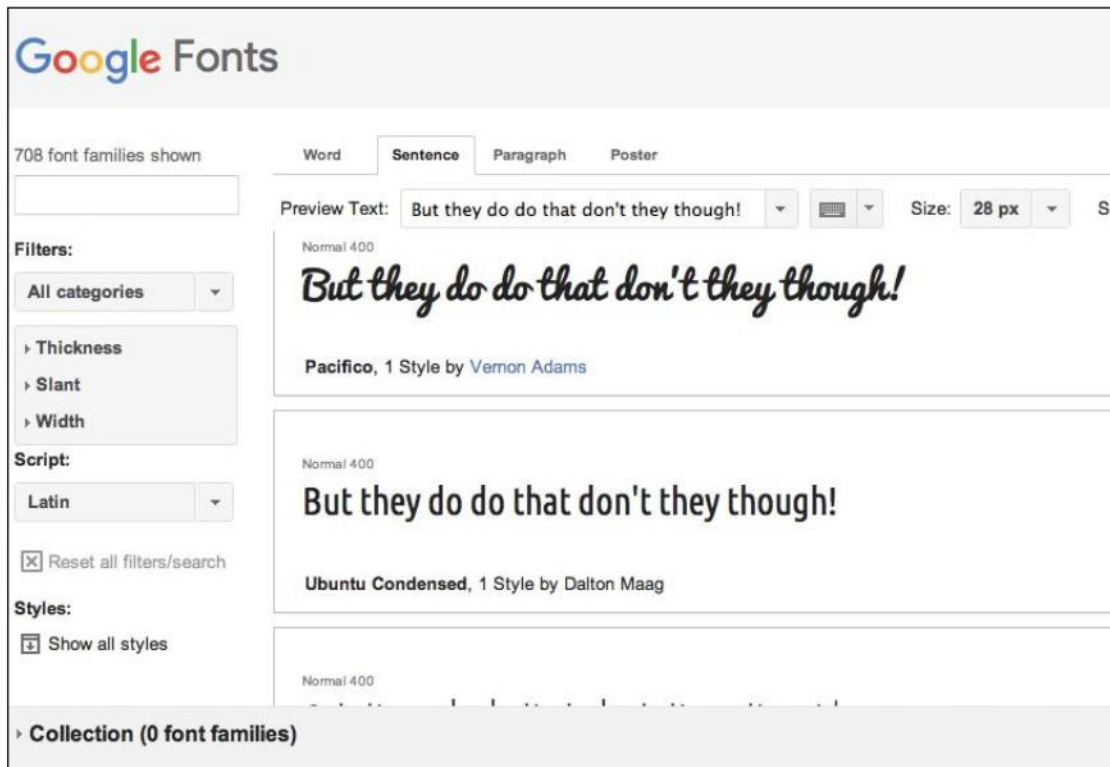 Google Fonts
708 font families shown
Word Sentence Paragraph Poster
Preview Text: But they do do that don't they though! Size: 28 px S
Filters:
All categories
Thickness
Slant
Width
Script:
Latin
Reset all filters/search
Styles:
Show all styles
Normal 400
But they do do that don't they though!
Pacifico, 1 Style by Vernon Adams
Normal 400
But they do do that don't they though!
Ubuntu Condensed, 1 Style by Dalton Maag
Normal 400
Collection (0 font families)